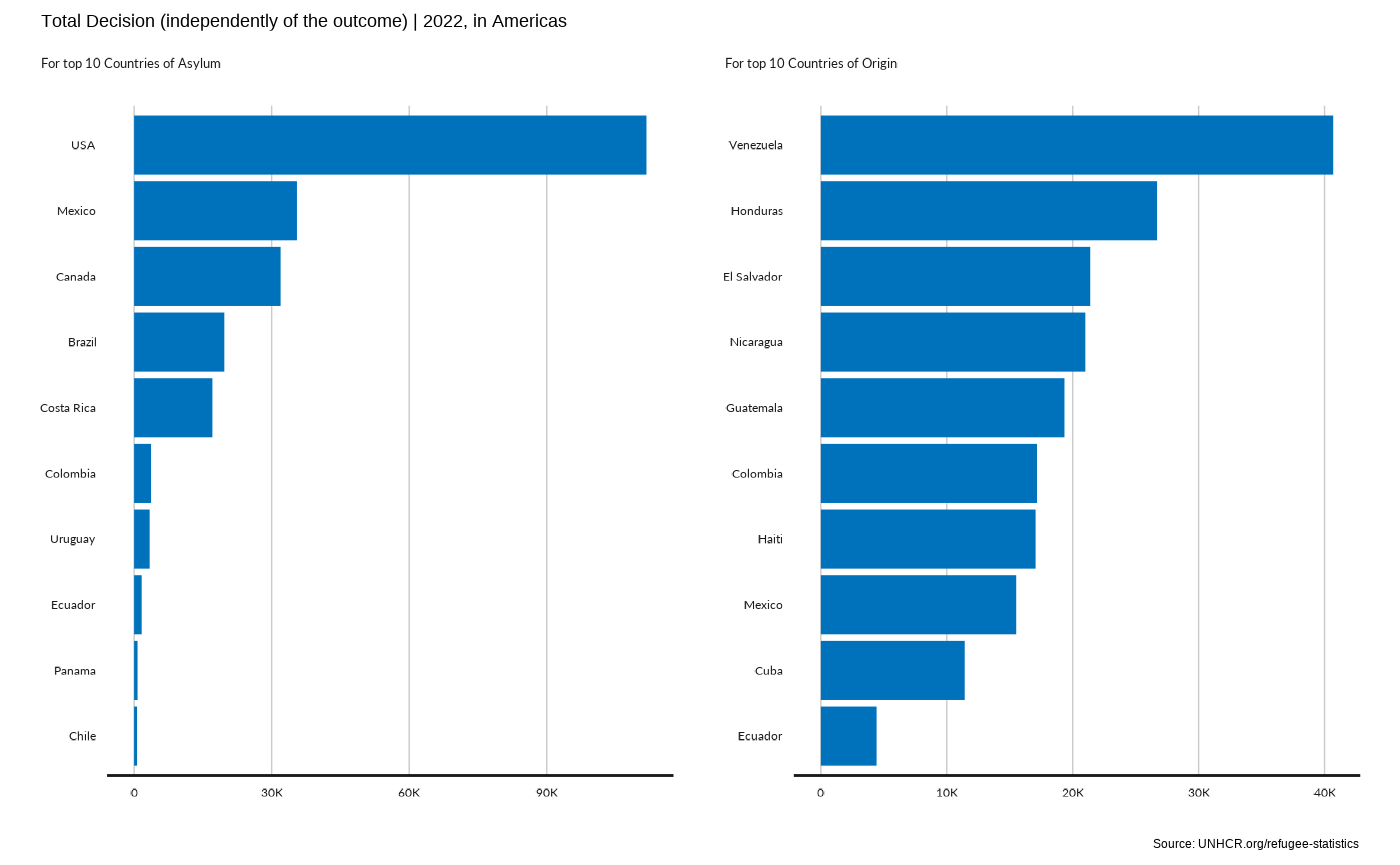 Total Decision (independently of the outcome) | 2022, in Americas
For top 10 Countries of Asylum
USA
Mexico
Canada
Brazil
Costa Rica
Colombia
Uruguay
Ecuador
Panama
Chile
0 30K 60K 90K
For top 10 Countries of Origin
Venezuela
Honduras
El Salvador
Nicaragua
Guatemala
Colombia
Haiti
Mexico
Cuba
Ecuador
0 10K 20K 30K 40K
Source: UNHCR.org/refugee-statistics